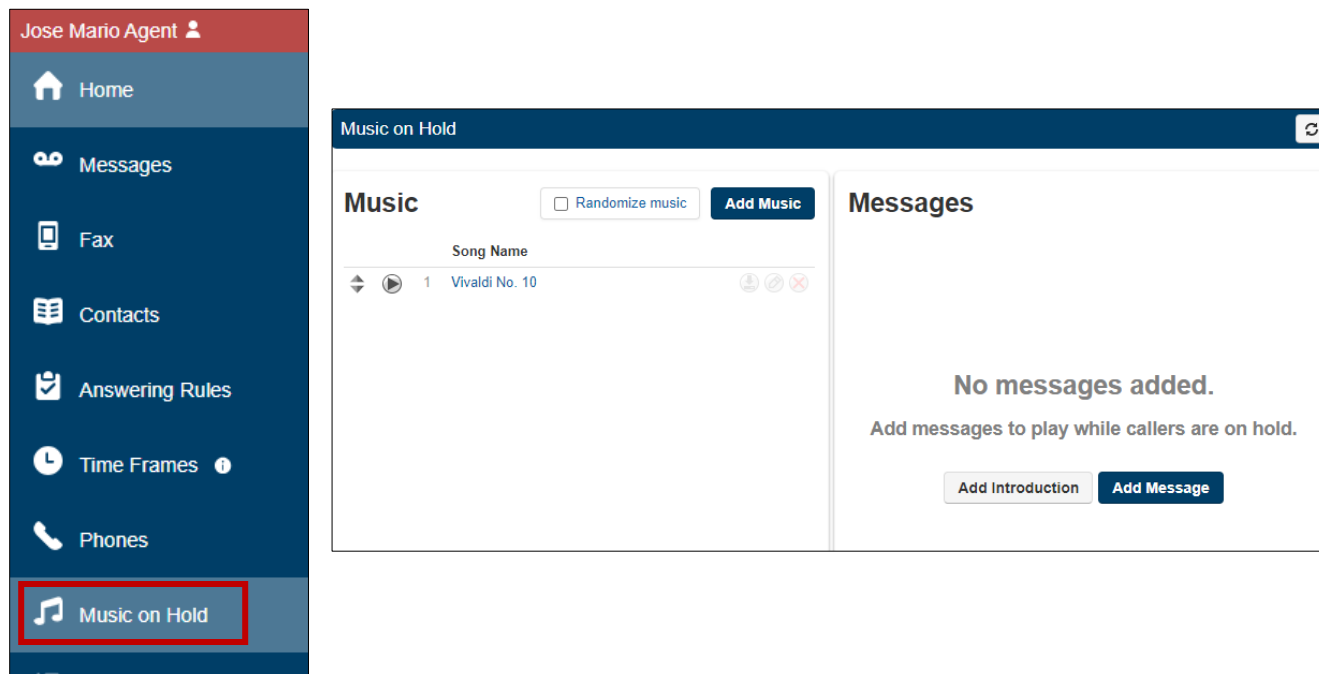 Jose Mario Agent
Home
Messages
Fax
Contacts
Answering Rules
Time Frames
Phones
Music on Hold
Music on Hold
Music
Randomize music
Add Music
Song Name
1 Vivaldi No. 10
Messages
No messages added.
Add messages to play while callers are on hold.
Add Introduction
Add Message